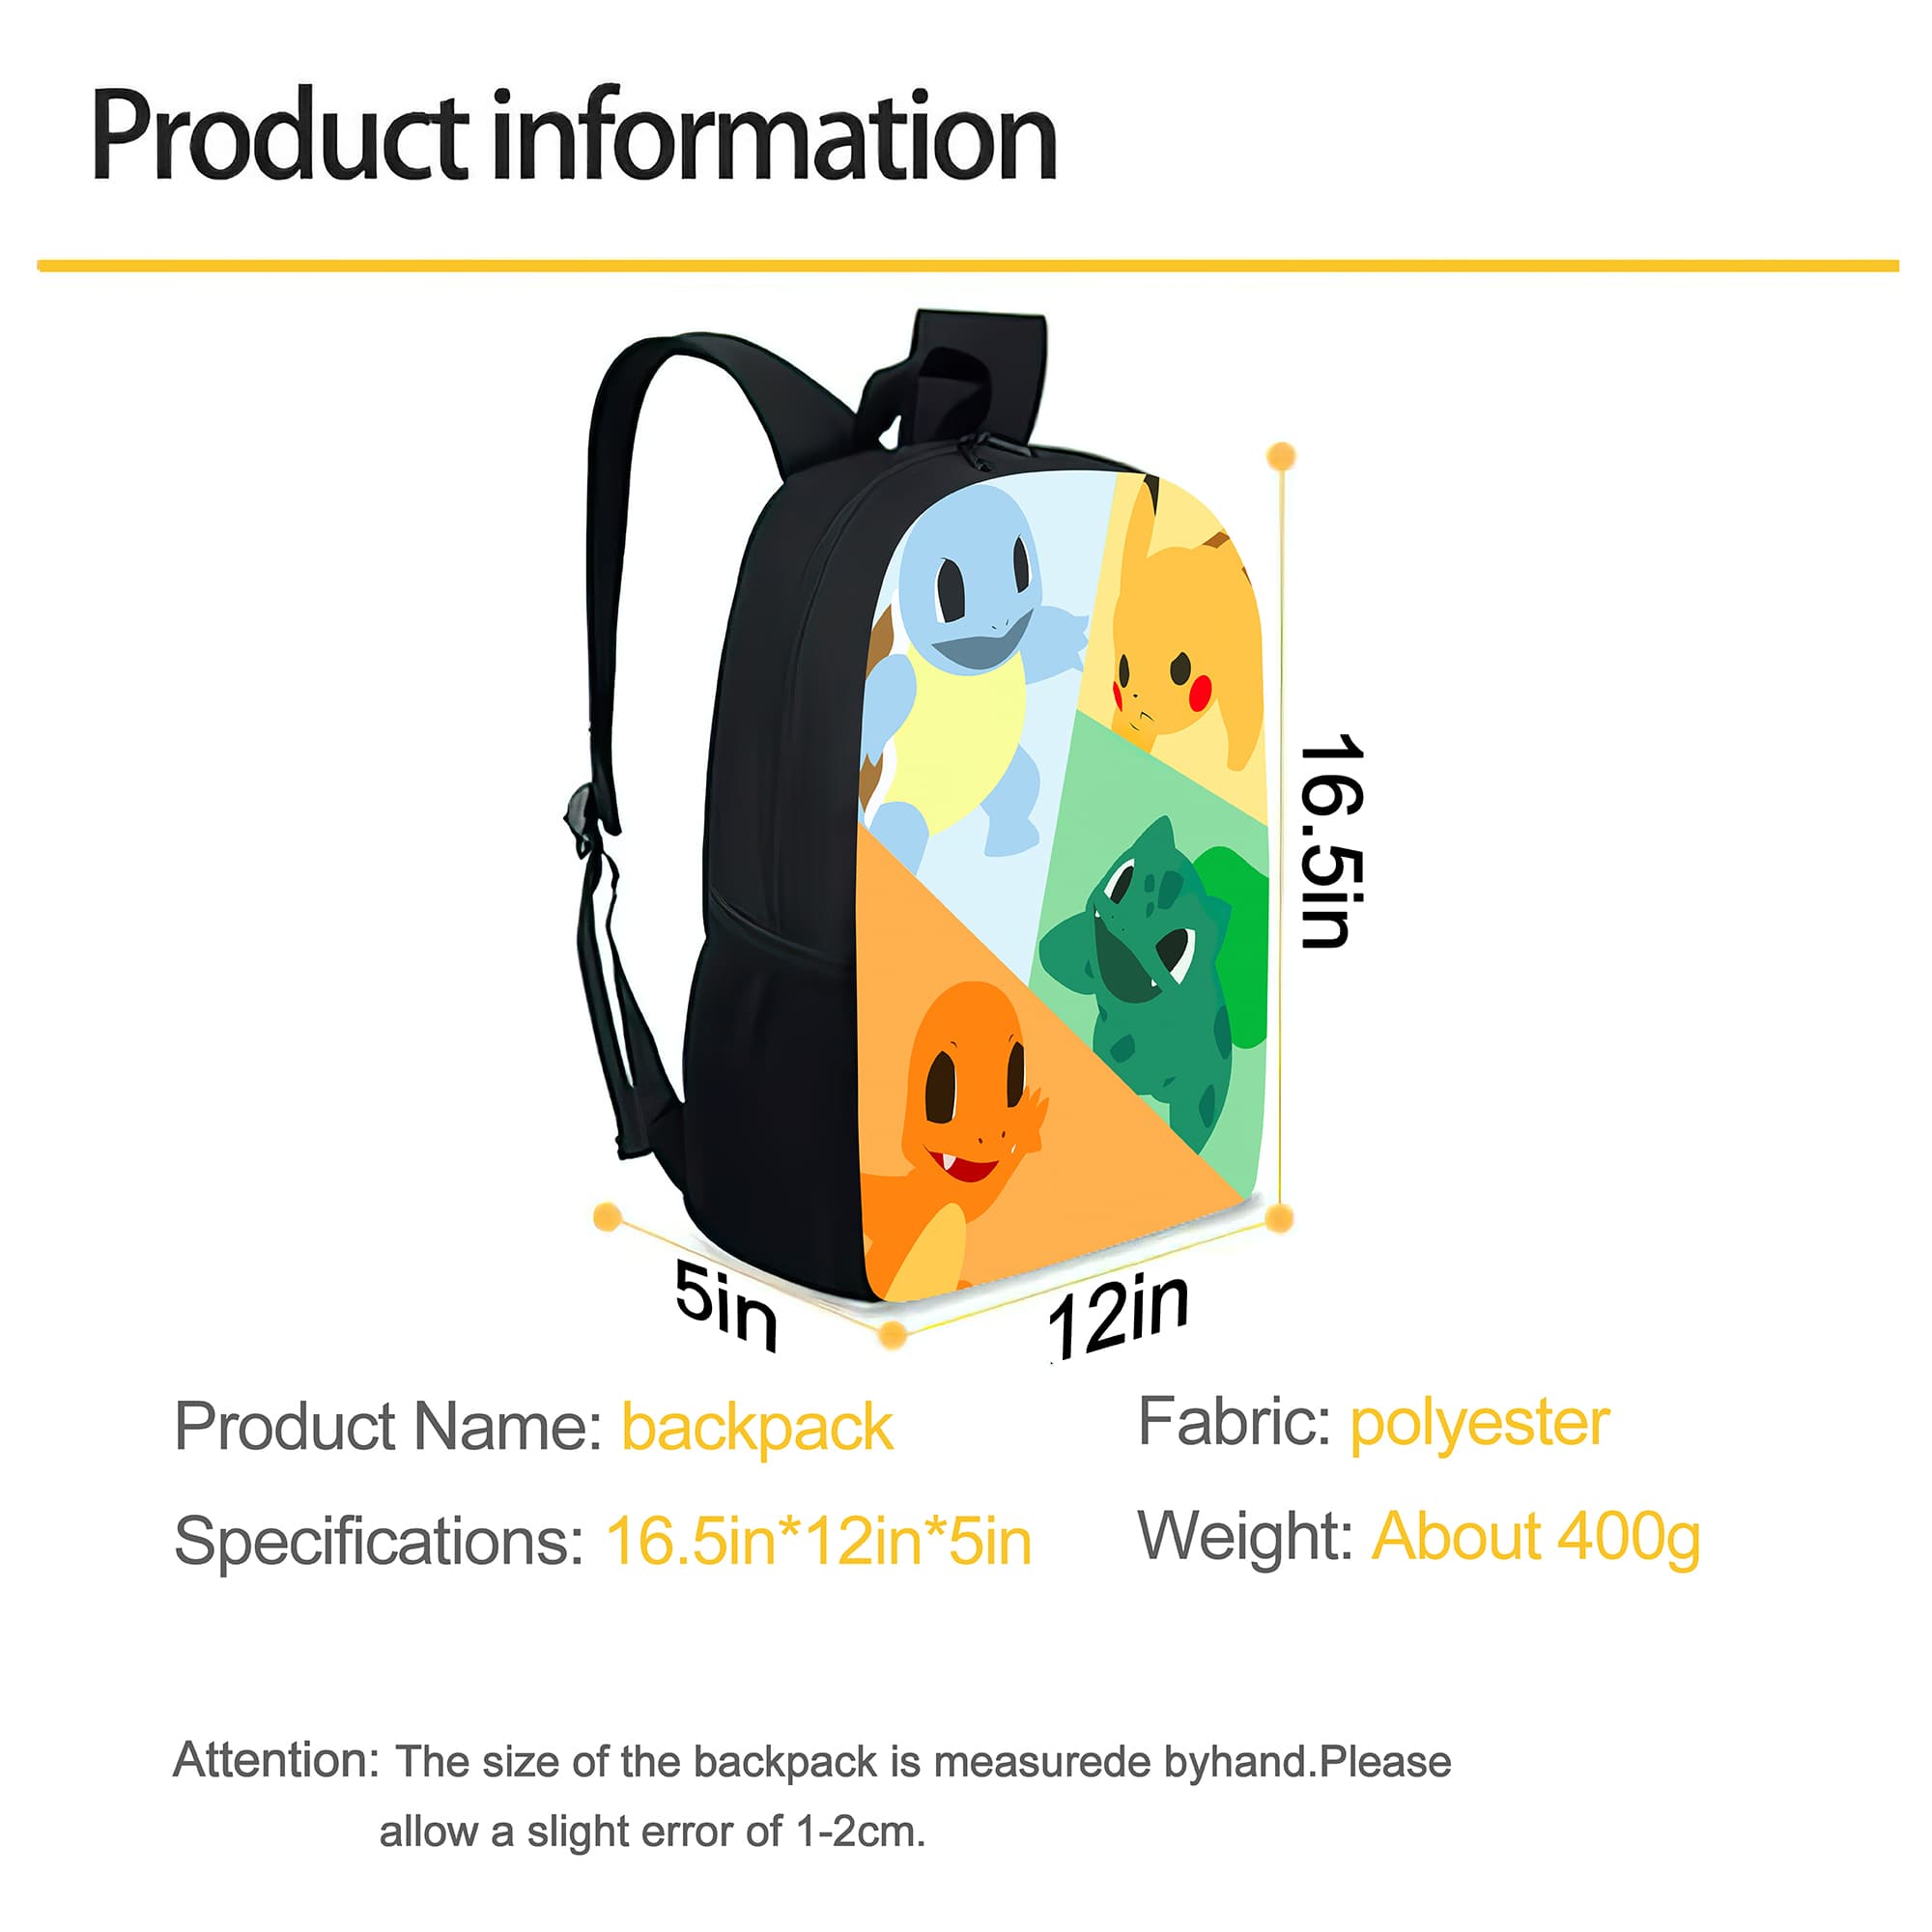 Product information
16.5in
5in
12in
Product Name: backpack
Fabric: polyester
Specifications: 16.5in*12in*5in
Weight: About 400g
Attention: The size of the backpack is measurede byhand.Please
allow a slight error of 1-2cm.